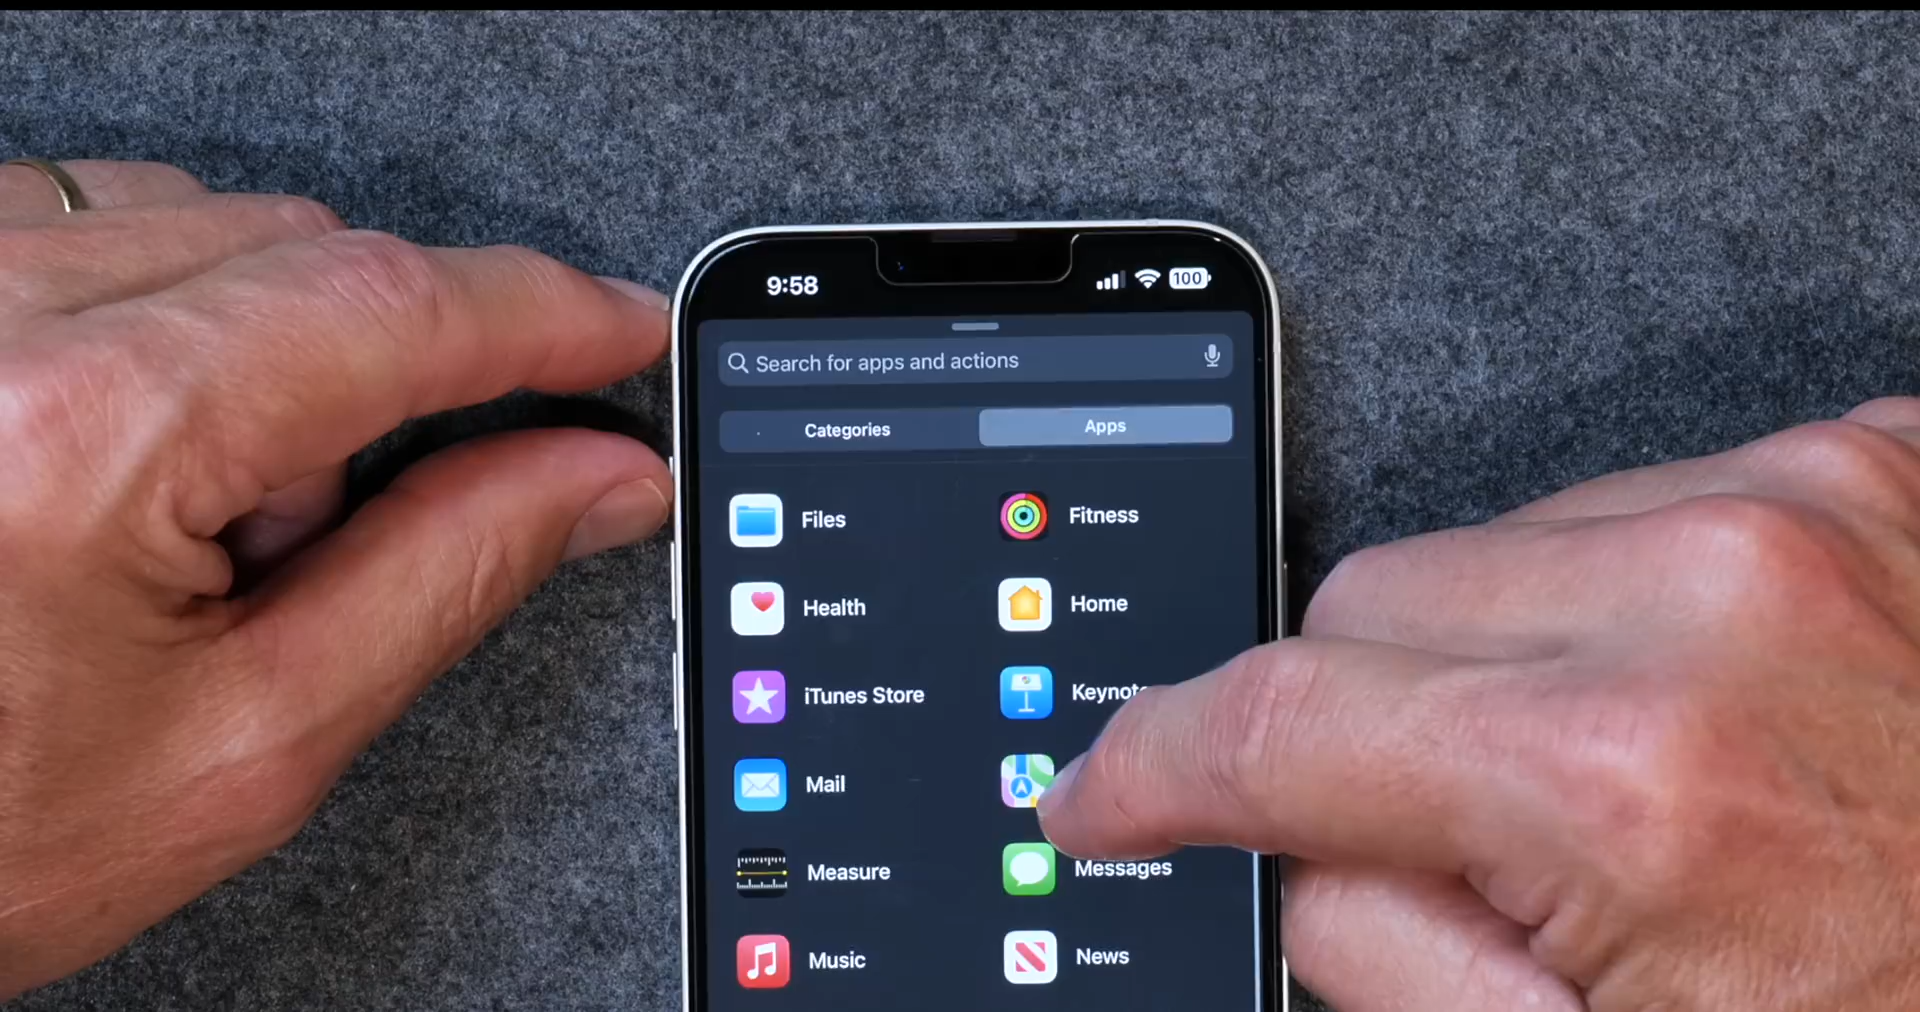 9:58
100
Search for apps and actions
Categories
Apps
Files
Fitness
Health
Home
iTunes Store
Keynote
Mail
Measure
Messages
Music
News